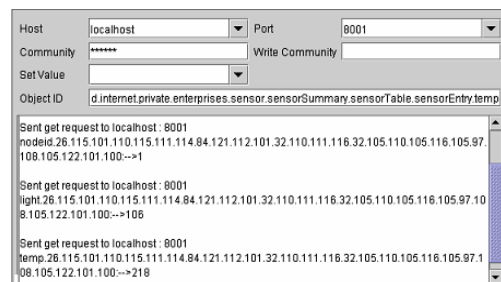 Host localhost Port 8001
Community ****** Write Community
Set Value
Object ID d.internet.private.enterprises.sensor.sensorSummary.sensorTable.sensorEntry.temp
Sent get request to localhost : 8001
nodeid.26.115.101.110.115.111.114.84.121.112.101.32.110.111.116.32.105.110.105.116.105.97.
108.105.122.101.100:-->1
Sent get request to localhost : 8001
light.26.115.101.110.115.111.114.84.121.112.101.32.110.111.116.32.105.110.105.116.105.97.10
8.105.122.101.100:-->106
Sent get request to localhost : 8001
temp.26.115.101.110.115.111.114.84.121.112.101.32.110.111.116.32.105.110.105.116.105.97.1
08.105.122.101.100:-->218